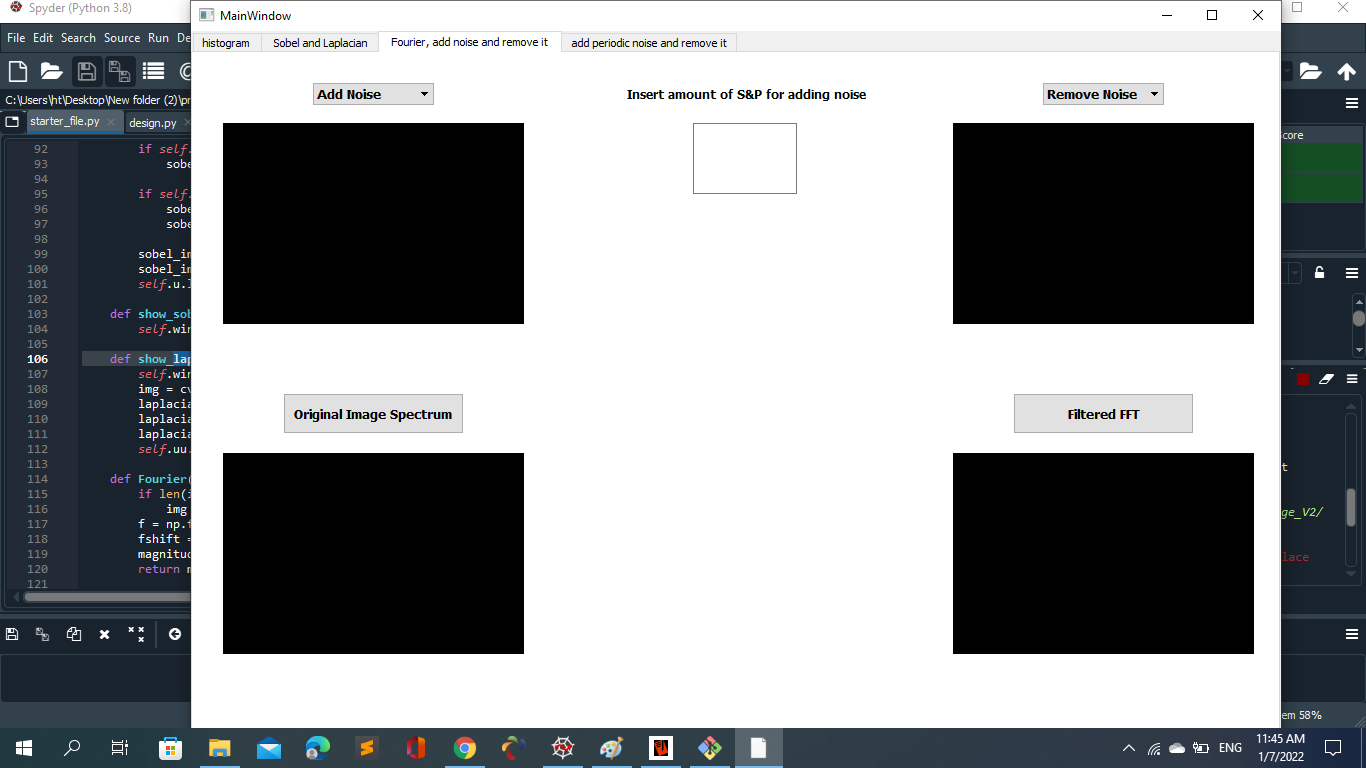 Spyder (Python 3.8)
MainWindow
File Edit Search Source Run De
histogram Sobel and Laplacian Fourier, add noise and remove it add periodic noise and remove it
C:\Users\ht\Desktop\New folder (2)\pr
Add Noise
Insert amount of S&P for adding noise
Remove Noise
starter_file.py design.py
core
92 if self.
93 sobe
94
95 if self.
96 sobe
97 sobe
98
99 sobel_im
100 sobel_im
101 self.u.l
102
103 def show_sob
104 self.win
105
106 def show_lap
107 self.win
108 img = cv
109 laplacia
110 laplacia
111 laplacia
112 self.uu.
113
114 def Fourier(
115 if len(i
116 img
117 f = np.f
118 fshift =
119 magnitud
120 return m
121
Original Image Spectrum
Filtered FFT
t
ge_V2/
lace
em 58%
ENG
11:45 AM
1/7/2022